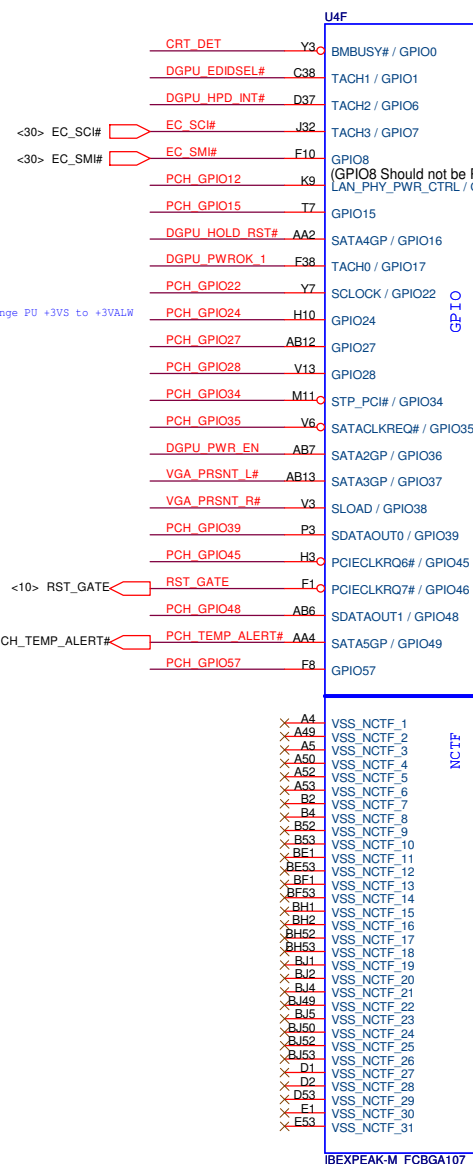 U4F
CRT_DET Y3 BMBUSY# / GPIO0
DGPU_EDIDSEL# C38 TACH1 / GPIO1
DGPU_HPD_INT# D37 TACH2 / GPIO6
<30> EC_SCI# EC_SCI# J32 TACH3 / GPIO7
<30> EC_SMI# EC_SMI# F10 GPIO8
(GPIO8 Should not be
PCH_GPIO12 K9 LAN_PHY_PWR_CTRL /
PCH_GPIO15 T7 GPIO15
DGPU_HOLD_RST# AA2 SATA4GP / GPIO16
DGPU_PWROK_1 F38 TACH0 / GPIO17
PCH_GPIO22 Y7 SCLOCK / GPIO22
nge PU +3VS to +3VALW PCH_GPIO24 H10 GPIO24
GPIO
PCH_GPIO27 AB12 GPIO27
PCH_GPIO28 V13 GPIO28
PCH_GPIO34 M11 STP_PCI# / GPIO34
PCH_GPIO35 V6 SATACLKREQ# / GPIO35
DGPU_PWR_EN AB7 SATA2GP / GPIO36
VGA_PRSNT_L# AB13 SATA3GP / GPIO37
VGA_PRSNT_R# V3 SLOAD / GPIO38
PCH_GPIO39 P3 SDATAOUT0 / GPIO39
PCH_GPIO45 H3 PCIECLKRQ6# / GPIO45
<10> RST_GATE RST_GATE F1 PCIECLKRQ7# / GPIO46
PCH_GPIO48 AB6 SDATAOUT1 / GPIO48
CH_TEMP_ALERT# PCH_TEMP_ALERT# AA4 SATA5GP / GPIO49
PCH_GPIO57 F8 GPIO57
A4 VSS_NCTF_1
A49 VSS_NCTF_2
A5 VSS_NCTF_3
NCTF
A50 VSS_NCTF_4
A52 VSS_NCTF_5
A53 VSS_NCTF_6
B2 VSS_NCTF_7
B4 VSS_NCTF_8
B52 VSS_NCTF_9
B53 VSS_NCTF_10
BE1 VSS_NCTF_11
BE53 VSS_NCTF_12
BF1 VSS_NCTF_13
BF53 VSS_NCTF_14
BH1 VSS_NCTF_15
BH2 VSS_NCTF_16
BH52 VSS_NCTF_17
BH53 VSS_NCTF_18
BJ1 VSS_NCTF_19
BJ2 VSS_NCTF_20
BJ4 VSS_NCTF_21
BJ49 VSS_NCTF_22
BJ5 VSS_NCTF_23
BJ50 VSS_NCTF_24
BJ52 VSS_NCTF_25
BJ53 VSS_NCTF_26
D1 VSS_NCTF_27
D2 VSS_NCTF_28
D53 VSS_NCTF_29
E1 VSS_NCTF_30
E53 VSS_NCTF_31
IBEXPEAK-M_FCBGA107